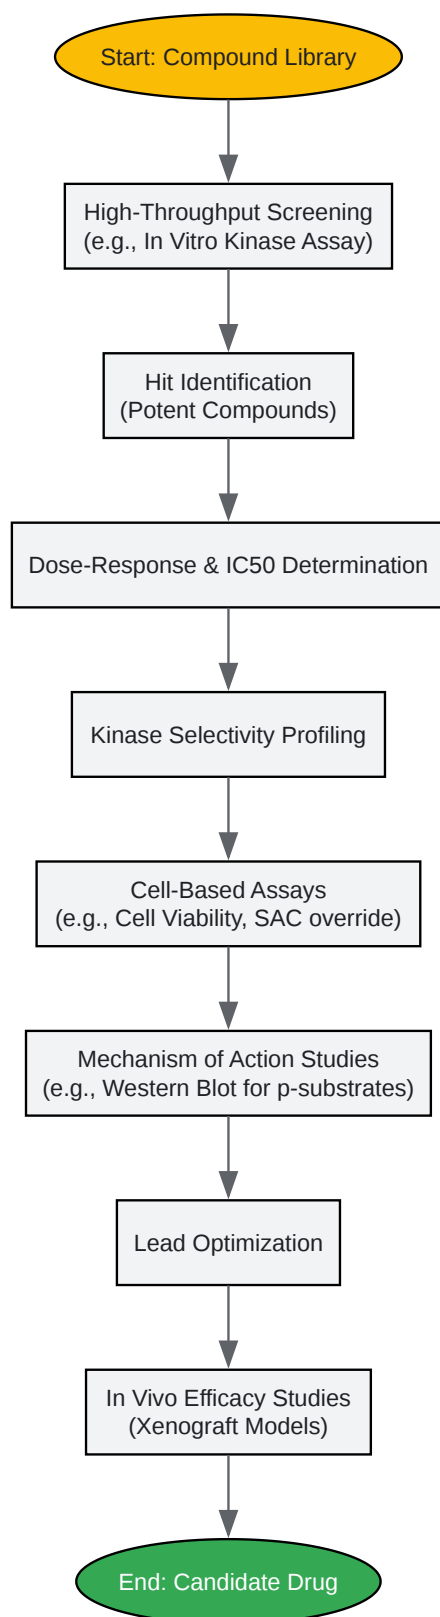 Start: Compound Library
High-Throughput Screening
(e.g., In Vitro Kinase Assay)
Hit Identification
(Potent Compounds)
Dose-Response & IC50 Determination
Kinase Selectivity Profiling
Cell-Based Assays
(e.g., Cell Viability, SAC override)
Mechanism of Action Studies
(e.g., Western Blot for p-substrates)
Lead Optimization
In Vivo Efficacy Studies
(Xenograft Models)
End: Candidate Drug